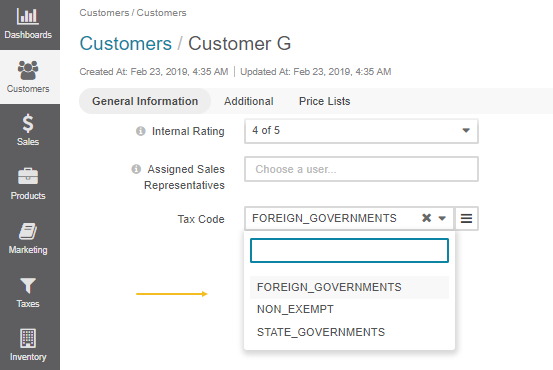 Dashboards
Customers
Sales
Products
Marketing
Taxes
Inventory
Customers / Customers
Customers / Customer G
Created At: Feb 23, 2019, 4:35 AM | Updated At: Feb 23, 2019, 4:35 AM
General Information Additional Price Lists
Internal Rating 4 of 5
Assigned Sales Choose a user...
Representatives
Tax Code FOREIGN_GOVERNMENTS
FOREIGN_GOVERNMENTS
NON_EXEMPT
STATE_GOVERNMENTS